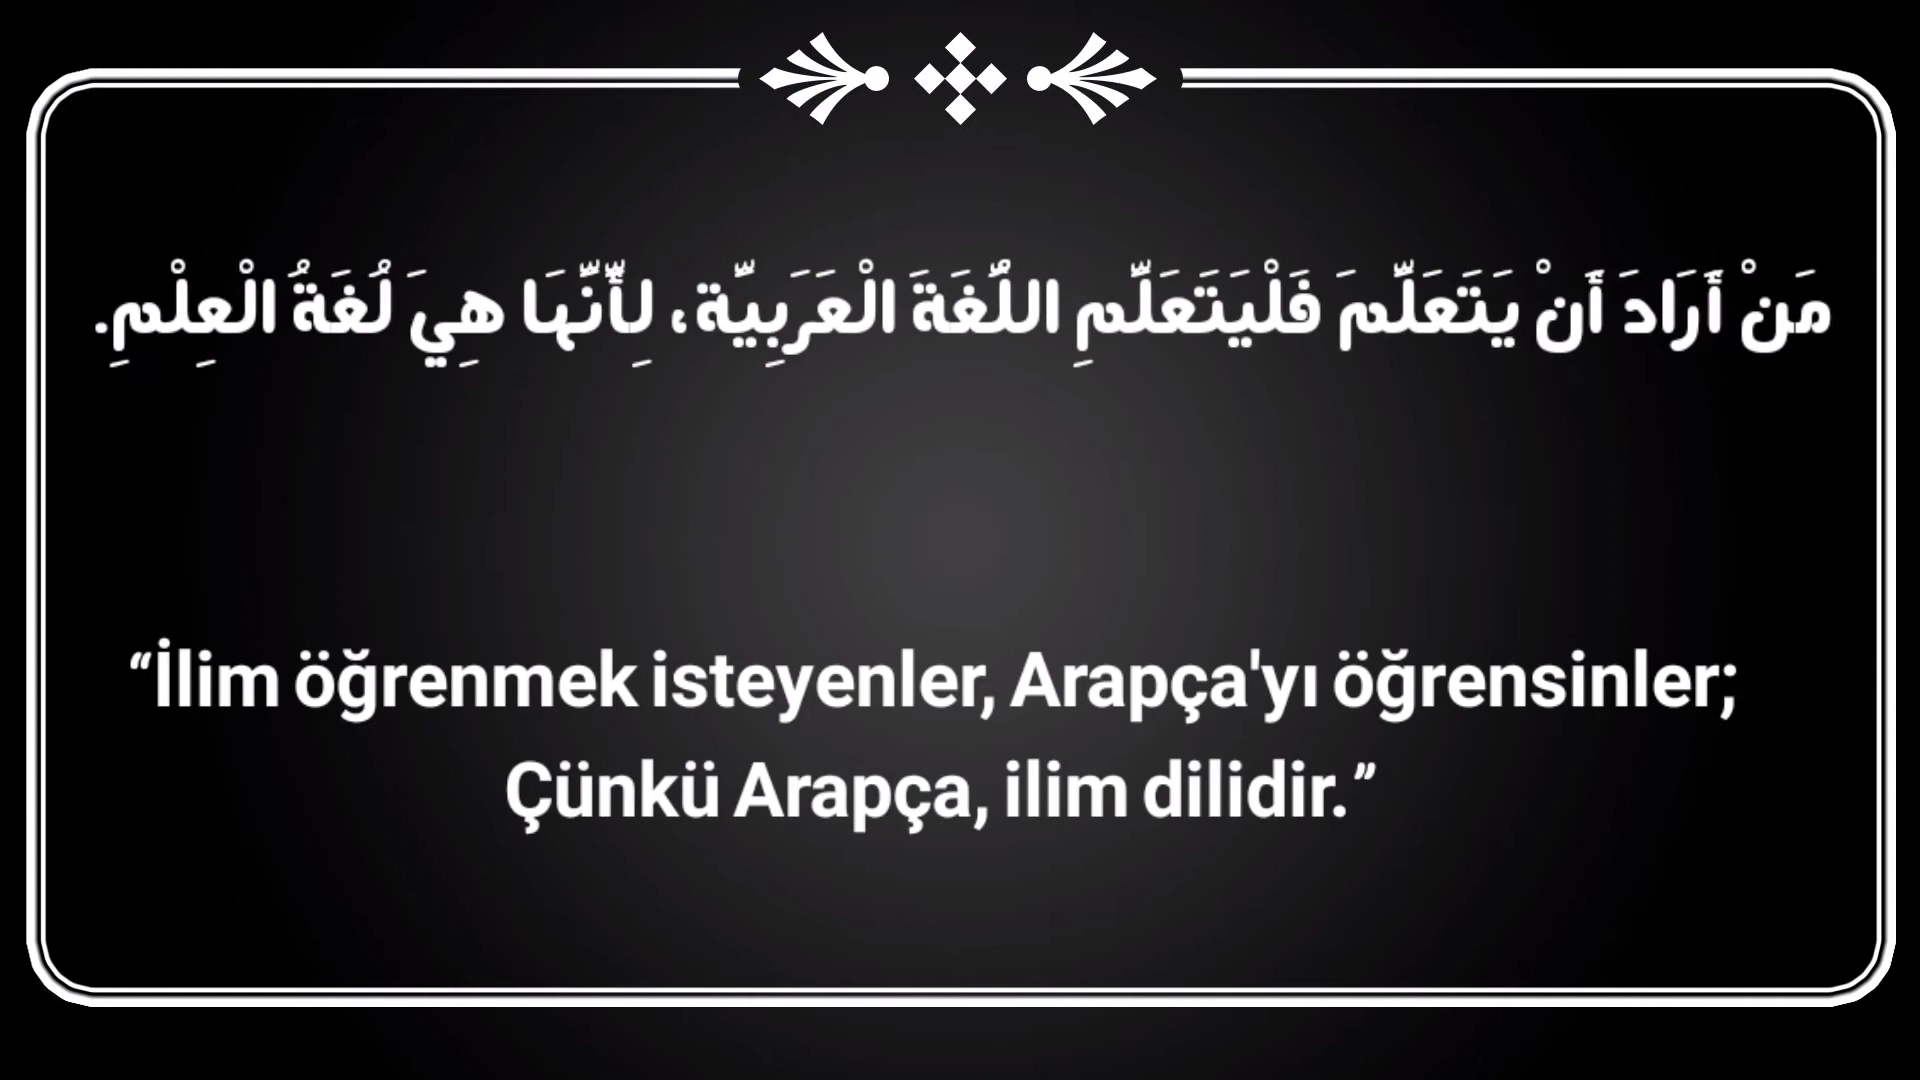 مَنْ أَرَادَ أَنْ يَتَعَلَّمَ فَلْيَتَعَلَّمِ اللُّغَةَ الْعَرَبِيَّة، لِأَنَّهَا هِيَ لُغَةُ الْعِلْمِ.
“İlim öğrenmek isteyenler, Arapça'yı öğrensinler;
Çünkü Arapça, ilim dilidir.”